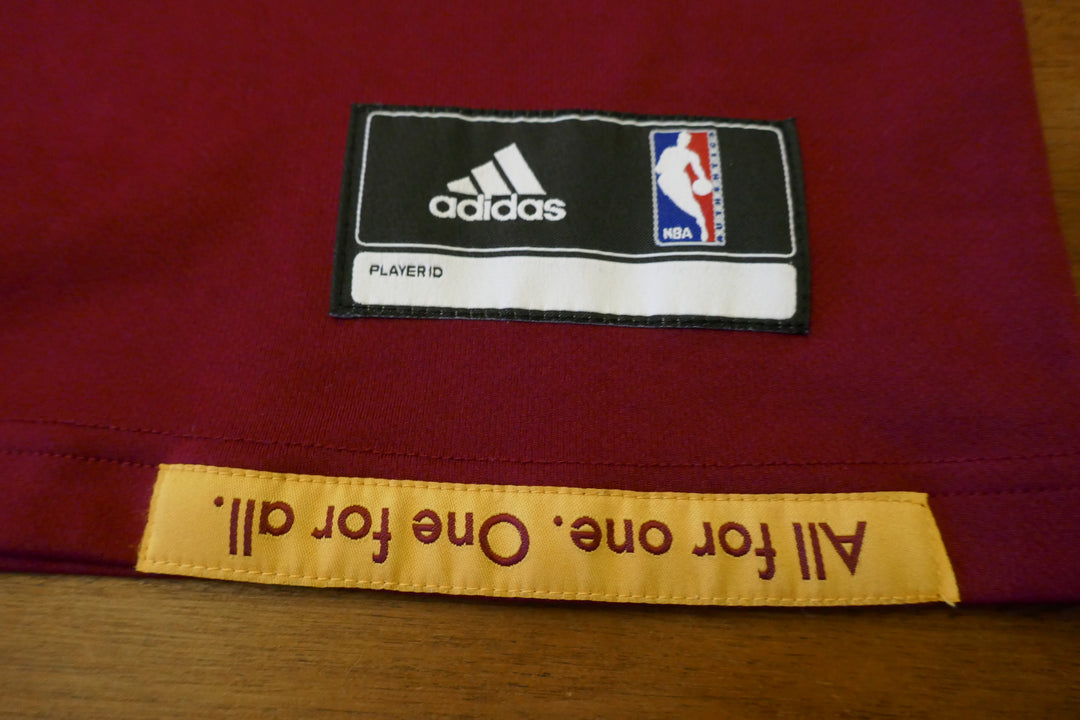 adidas
NBA
AUTHENTICS
PLAYER ID
All for one. One for all.